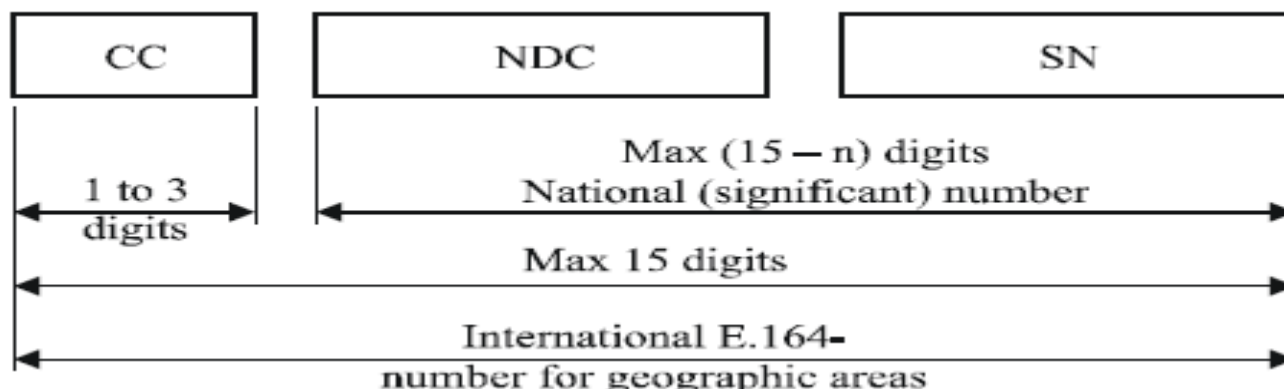 CC
NDC
SN
Max (15 – n) digits
1 to 3
digits
National (significant) number
Max 15 digits
International E.164-
number for geographic areas